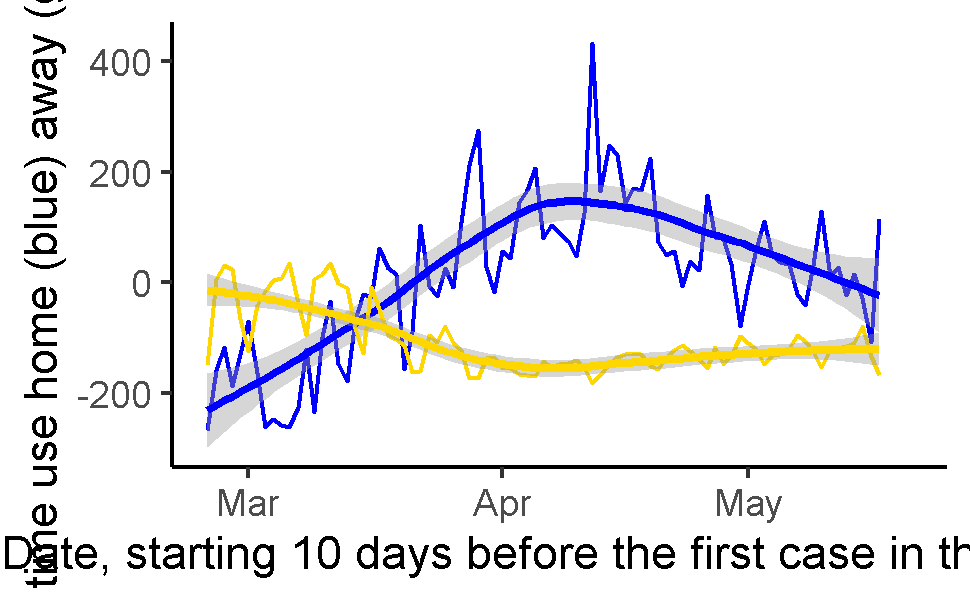 time use home (blue) away (
400
200
0
-200
Mar Apr May
Date, starting 10 days before the first case in th